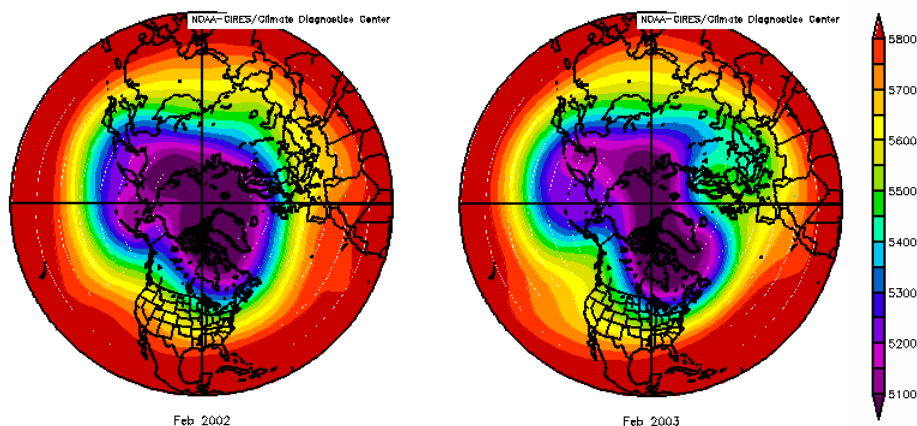 NOAA-CIRES/Climate Diagnostics Center
NOAA-CIRES/Climate Diagnostics Center
5800
5700
5600
5500
5400
5300
5200
5100
Feb 2002
Feb 2003